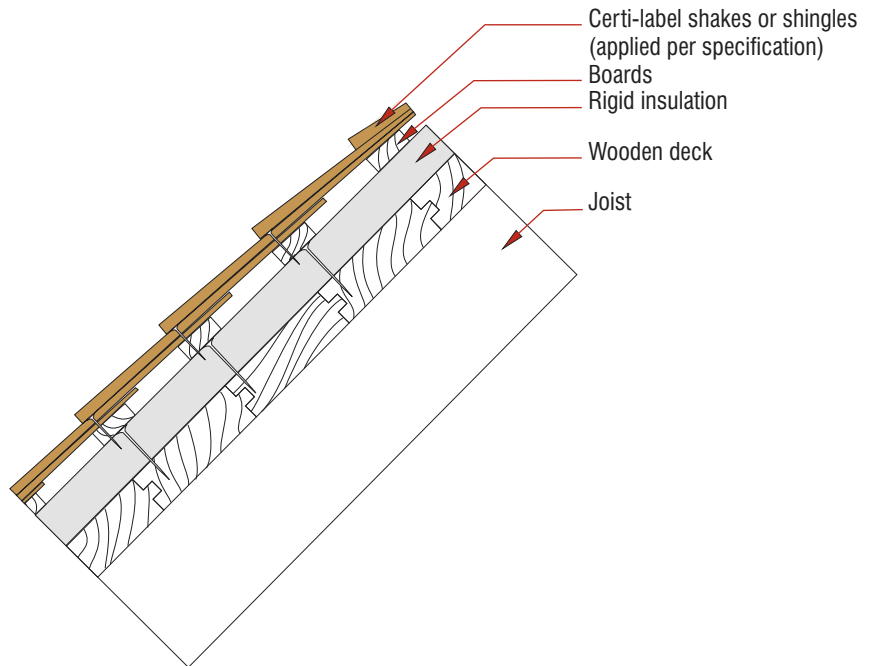 Certi-label shakes or shingles
(applied per specification)
Boards
Rigid insulation
Wooden deck
Joist